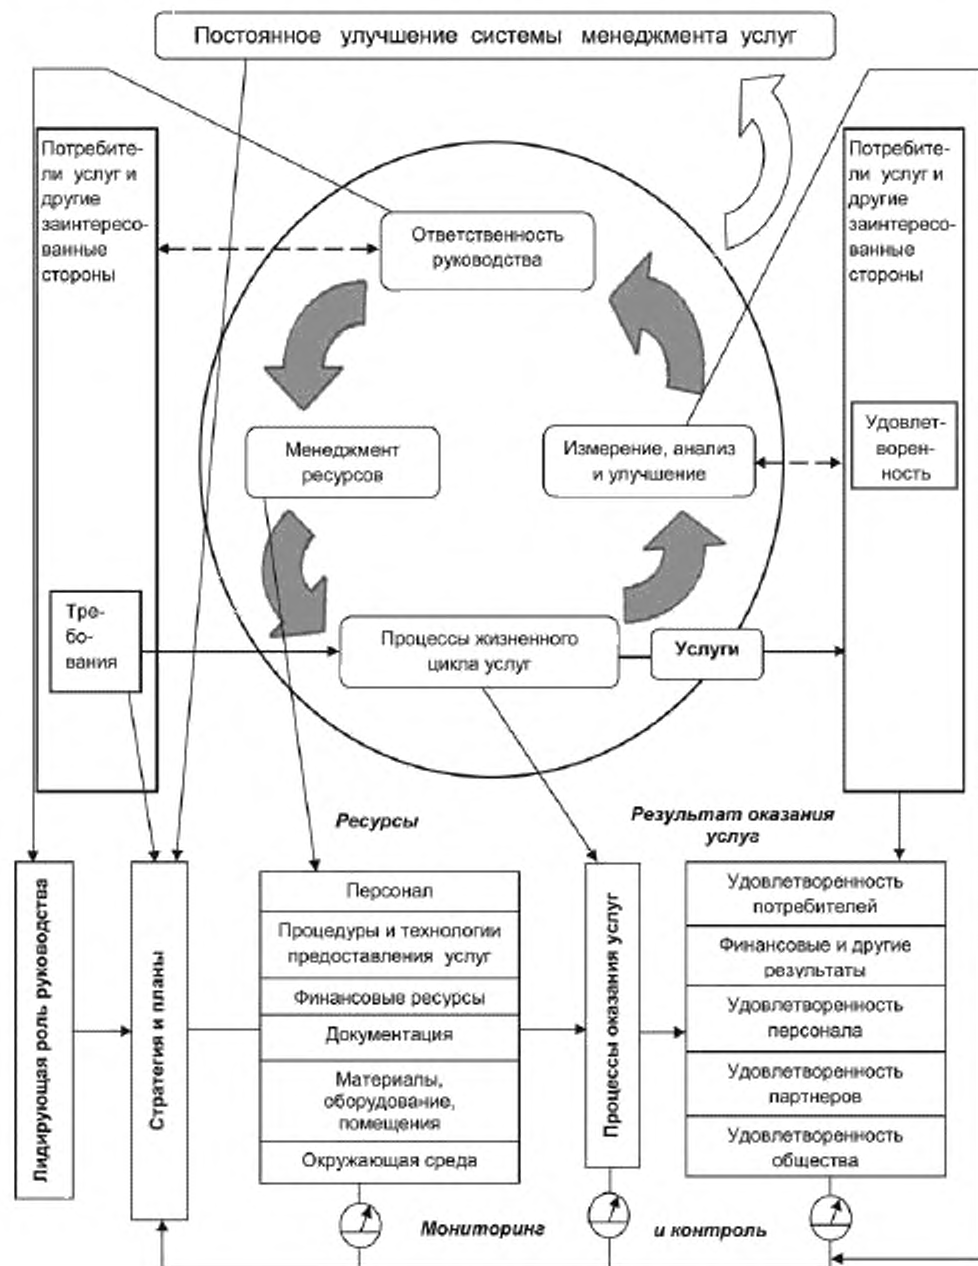 Постоянное улучшение системы менеджмента услуг
Потребите-
ли услуг и
другие
заинтересо-
ванные
стороны
Ответственность
руководства
Потребите-
ли услуг и
другие
заинтересо-
ванные
стороны
Менеджмент
ресурсов
Измерение, анализ
и улучшение
Удовлет-
ворен-
ность
Тре-
бо-
вания
Процессы жизненного
цикла услуг
Услуги
Ресурсы
Результат оказания
услуг
Лидирующая роль руководства
Стратегия и планы
Персонал
Процедуры и технологии
предоставления услуг
Финансовые ресурсы
Документация
Материалы,
оборудование,
помещения
Окружающая среда
Процессы оказания услуг
Удовлетворенность
потребителей
Финансовые и другие
результаты
Удовлетворенность
персонала
Удовлетворенность
партнеров
Удовлетворенность
общества
Мониторинг
и контроль